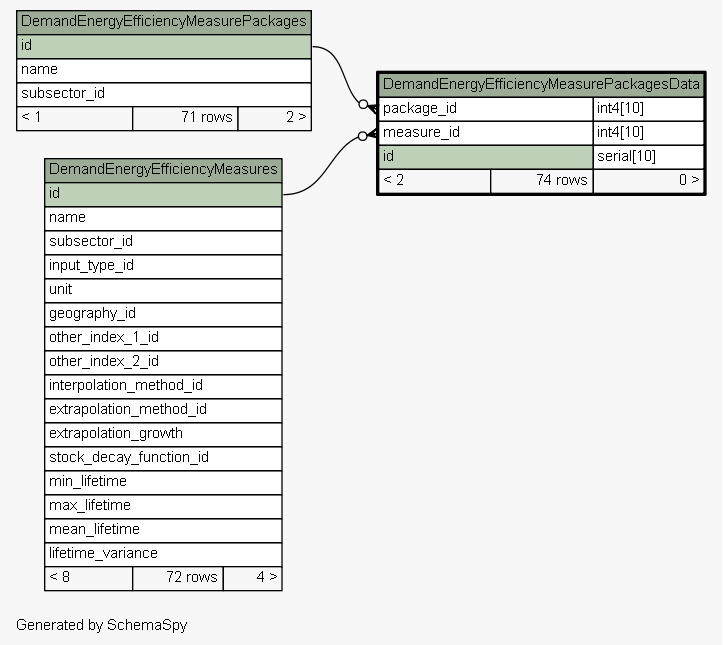 DemandEnergyEfficiencyMeasurePackages
id
name
subsector_id
< 1 71 rows 2 >
DemandEnergyEfficiencyMeasurePackagesData
package_id int4[10]
measure_id int4[10]
id serial[10]
< 2 74 rows 0 >
DemandEnergyEfficiencyMeasures
id
name
subsector_id
input_type_id
unit
geography_id
other_index_1_id
other_index_2_id
interpolation_method_id
extrapolation_method_id
extrapolation_growth
stock_decay_function_id
min_lifetime
max_lifetime
mean_lifetime
lifetime_variance
< 8 72 rows 4 >
Generated by SchemaSpy